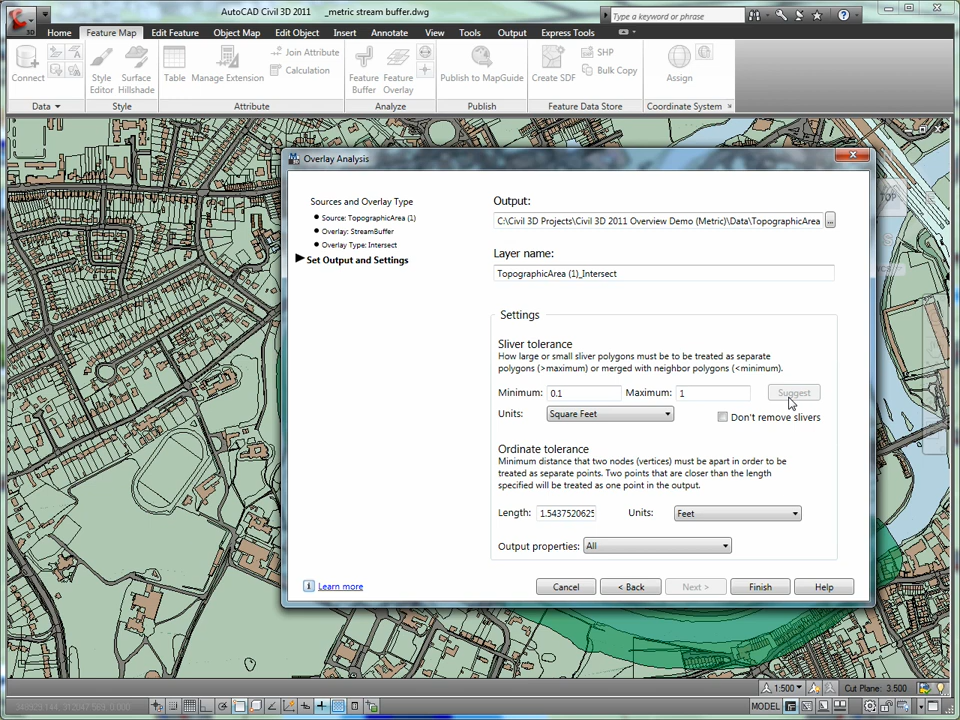 AutoCAD Civil 3D 2011 _metric stream buffer.dwg
Type a keyword or phrase
Home Feature Map Edit Feature Object Map Edit Object Insert Annotate View Tools Output Express Tools
Connect
Style Editor
Surface Hillshade
Table
Manage Extension
Join Attribute
Calculation
Feature Buffer
Feature Overlay
Publish to MapGuide
Create SDF
SHP
Bulk Copy
Assign
Data Style Attribute Analyze Publish Feature Data Store Coordinate System
TOP
Overlay Analysis
Sources and Overlay Type
Source: TopographicArea (1)
Overlay: StreamBuffer
Overlay Type: Intersect
Set Output and Settings
Output:
C:\Civil 3D Projects\Civil 3D 2011 Overview Demo (Metric)\Data\TopographicArea
...
Layer name:
TopographicArea (1)_Intersect
Settings
Sliver tolerance
How large or small sliver polygons must be to be treated as separate
polygons (>maximum) or merged with neighbor polygons (<minimum).
Minimum: 0.1 Maximum: 1 Suggest
Units: Square Feet Don't remove slivers
Ordinate tolerance
Minimum distance that two nodes (vertices) must be apart in order to be
treated as separate points. Two points that are closer than the length
specified will be treated as one point in the output.
Length: 1.5437520625 Units: Feet
Output properties: All
Learn more
Cancel < Back Next > Finish Help
1:500 Cut Plane: 3.500
MODEL